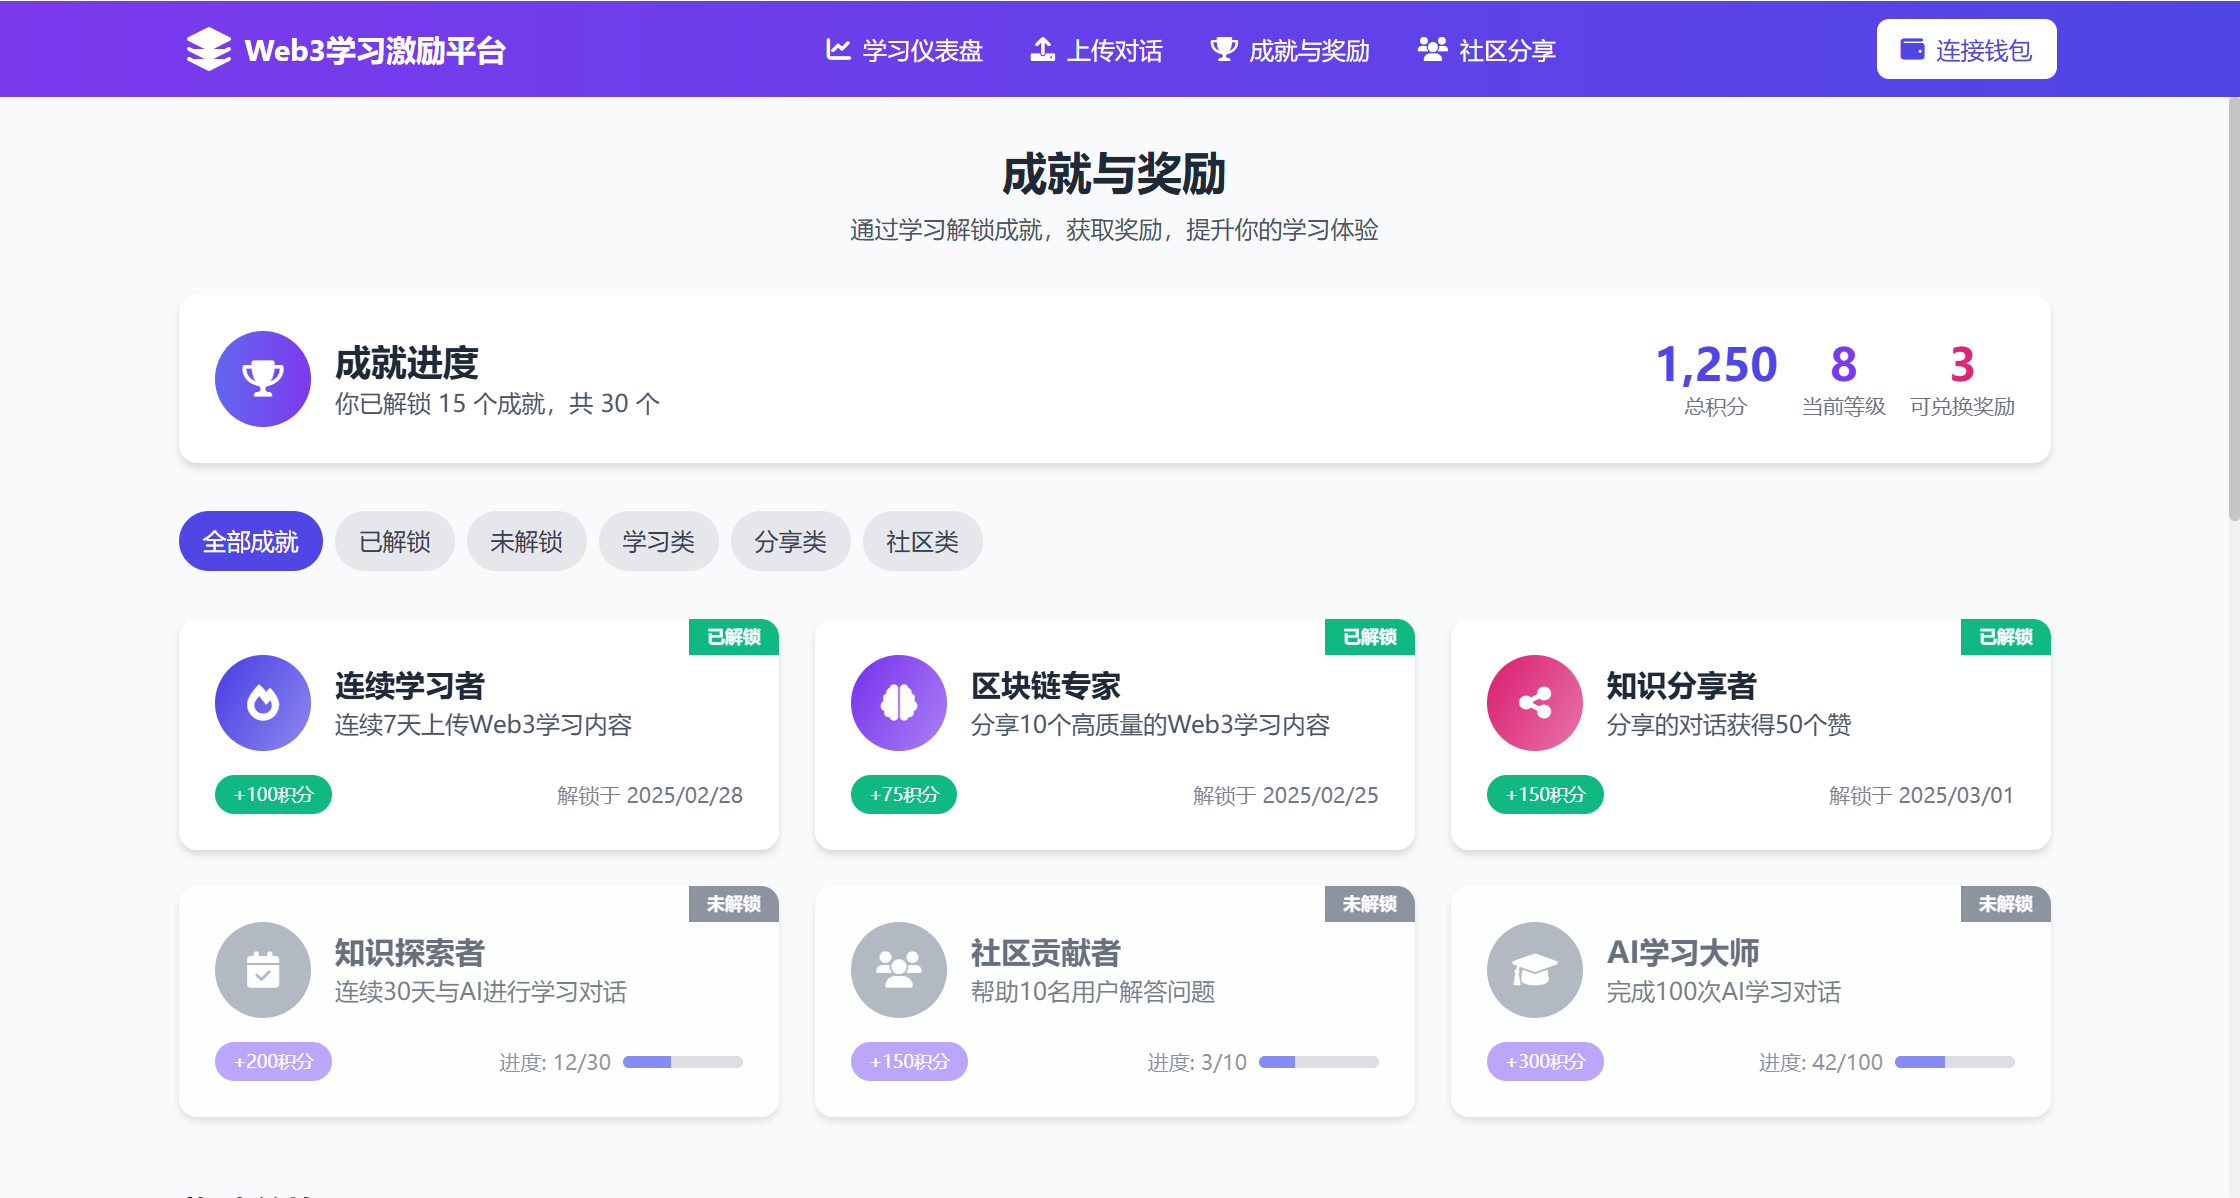 Web3学习激励平台
学习仪表盘
上传对话
成就与奖励
社区分享
连接钱包
成就与奖励
通过学习解锁成就，获取奖励，提升你的学习体验
成就进度
你已解锁 15 个成就，共 30 个
1,250
总积分
8
当前等级
3
可兑换奖励
全部成就
已解锁
未解锁
学习类
分享类
社区类
已解锁
连续学习者
连续7天上传Web3学习内容
+100积分
解锁于 2025/02/28
已解锁
区块链专家
分享10个高质量的Web3学习内容
+75积分
解锁于 2025/02/25
已解锁
知识分享者
分享的对话获得50个赞
+150积分
解锁于 2025/03/01
未解锁
知识探索者
连续30天与AI进行学习对话
+200积分
进度: 12/30
未解锁
社区贡献者
帮助10名用户解答问题
+150积分
进度: 3/10
未解锁
AI学习大师
完成100次AI学习对话
+300积分
进度: 42/100